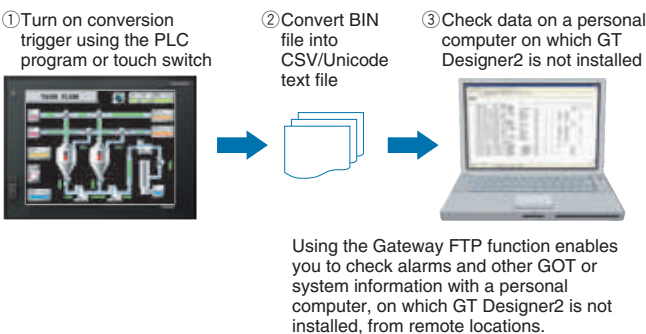 ①Turn on conversion
trigger using the PLC
program or touch switch
②Convert BIN
file into
CSV/Unicode
text file
③Check data on a personal
computer on which GT
Designer2 is not installed
Using the Gateway FTP function enables
you to check alarms and other GOT or
system information with a personal
computer, on which GT Designer2 is not
installed, from remote locations.